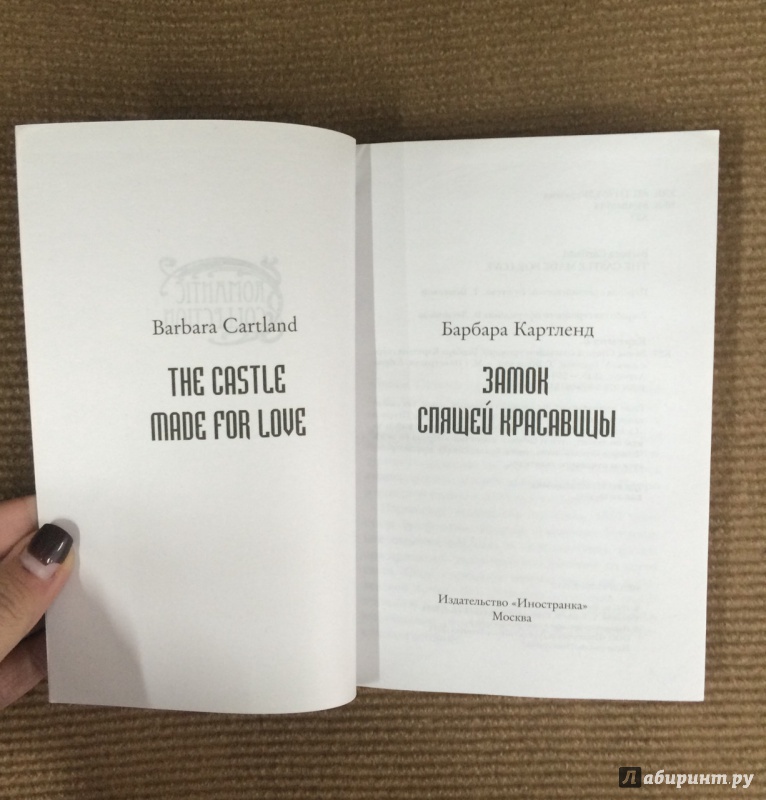 Barbara Cartland
THE CASTLE
MADE FOR LOVE
Барбара Картленд
ЗАМОК
СПЯЩЕЙ КРАСАВИЦЫ
Издательство «Иностранка»
Москва
Лабиринт.ру